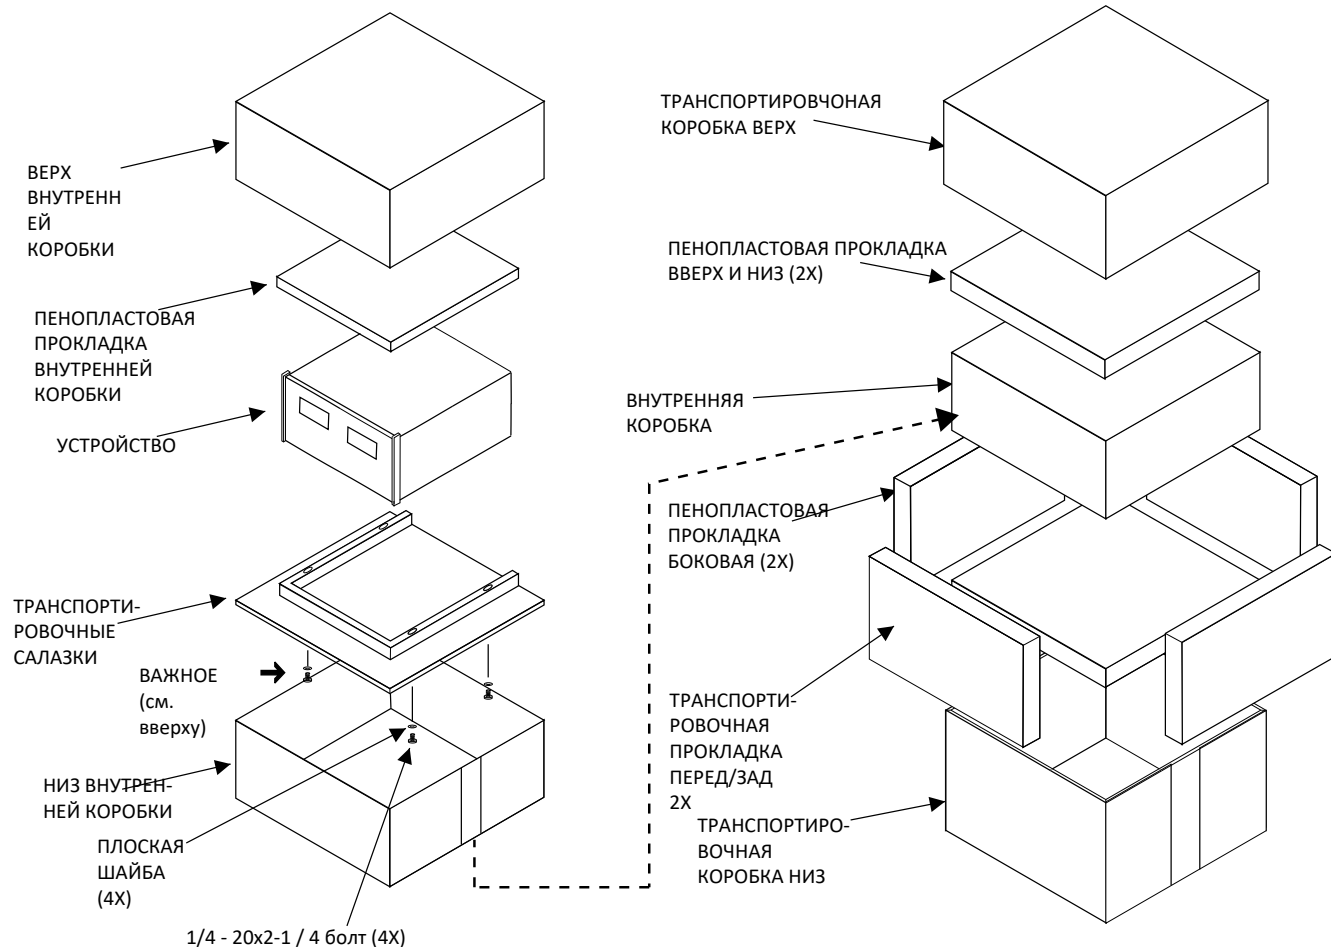 ВЕРХ
ВНУТРЕНН
ЕЙ
КОРОБКИ
ПЕНОПЛАСТОВАЯ
ПРОКЛАДКА
ВНУТРЕННЕЙ
КОРОБКИ
УСТРОЙСТВО
ТРАНСПОРТИ-
РОВОЧНЫЕ
САЛАЗКИ
ВАЖНОЕ
(см.
вверху)
НИЗ ВНУТРЕН-
НЕЙ КОРОБКИ
ПЛОСКАЯ
ШАЙБА
(4X)
1/4 - 20x2-1 / 4 болт (4X)
ТРАНСПОРТИРОВЧОНАЯ
КОРОБКА ВЕРХ
ПЕНОПЛАСТОВАЯ ПРОКЛАДКА
ВВЕРХ И НИЗ (2X)
ВНУТРЕННЯЯ
КОРОБКА
ПЕНОПЛАСТОВАЯ
ПРОКЛАДКА
БОКОВАЯ (2X)
ТРАНСПОРТИ-
РОВОЧНАЯ
ПРОКЛАДКА
ПЕРЕД/ЗАД
2X
ТРАНСПОРТИРО-
ВОЧНАЯ
КОРОБКА НИЗ